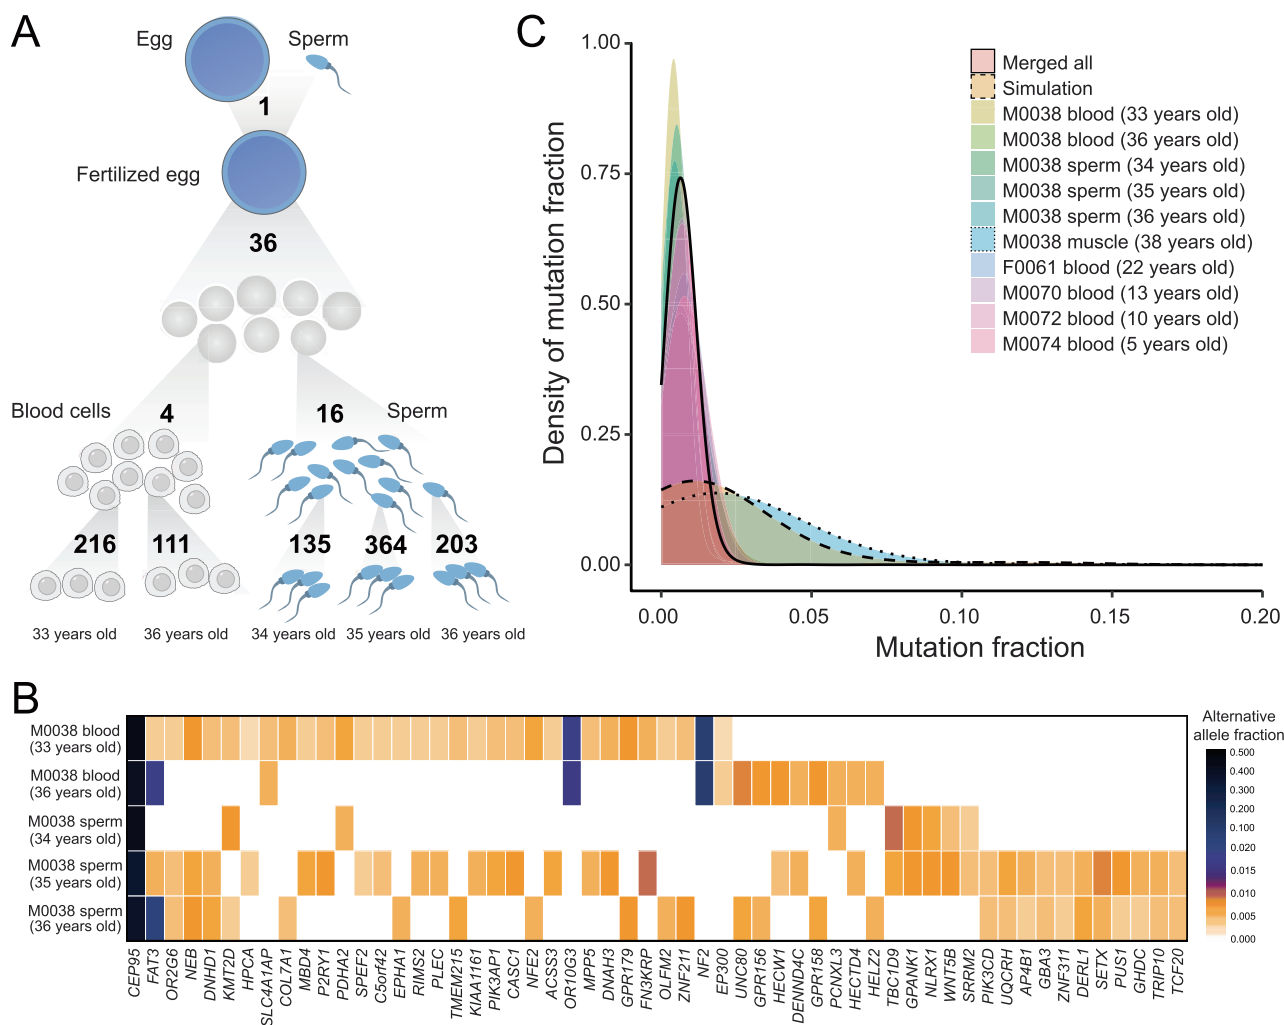 A
Egg
Sperm
1
Fertilized egg
36
Blood cells
4
16
Sperm
216
111
135
364
203
33 years old
36 years old
34 years old
35 years old
36 years old
C
1.00
0.75
0.50
0.25
0.00
Density of mutation fraction
0.00
0.05
0.10
0.15
0.20
Mutation fraction
Merged all
Simulation
M0038 blood (33 years old)
M0038 blood (36 years old)
M0038 sperm (34 years old)
M0038 sperm (35 years old)
M0038 sperm (36 years old)
M0038 muscle (38 years old)
F0061 blood (22 years old)
M0070 blood (13 years old)
M0072 blood (10 years old)
M0074 blood (5 years old)
B
M0038 blood
(33 years old)
M0038 blood
(36 years old)
M0038 sperm
(34 years old)
M0038 sperm
(35 years old)
M0038 sperm
(36 years old)
CEP95
FAT3
OR2G6
NEB
DNHD1
KMT2D
HPCA
SLC4A1AP
COL7A1
MBD4
P2RY1
PDHA2
SPEF2
C5orf42
EPHA1
RIMS2
PLEC
TMEM215
KIAA1161
PIK3AP1
CASC1
NFE2
ACSS3
OR10G3
MPP5
DNAH3
GPR179
FN3KRP
OLFM2
ZNF211
NF2
EP300
UNC80
GPR156
HECW1
DENND4C
GPR158
PCNXL3
HECTD4
HELZ2
TBC1D9
GPANK1
NLRX1
WNT5B
SRRM2
PIK3CD
UQCRH
AP4B1
GBA3
ZNF311
DERL1
SETX
PUS1
GHDC
TRIP10
TCF20
Alternative
allele fraction
0.500
0.400
0.300
0.200
0.100
0.020
0.015
0.010
0.005
0.000